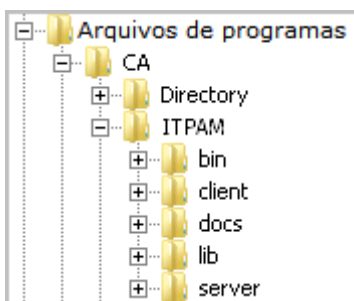 Arquivos de programas
CA
Directory
ITPAM
bin
client
docs
lib
server